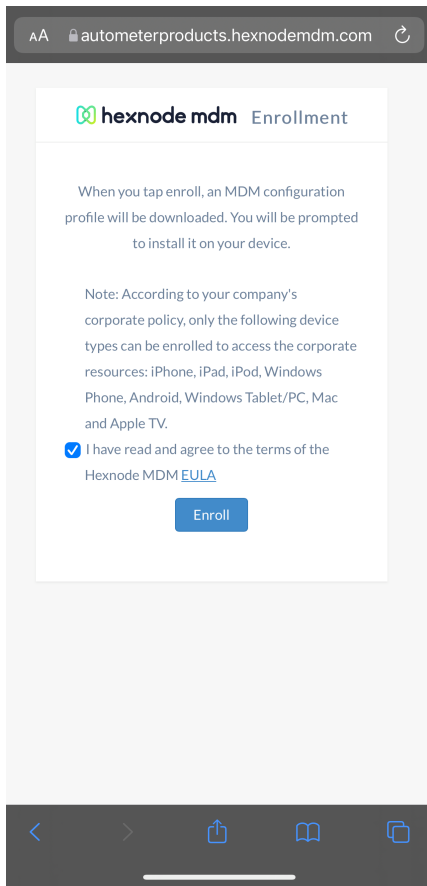 AA autometerproducts.hexnodemdm.com
hexnode mdm Enrollment
When you tap enroll, an MDM configuration
profile will be downloaded. You will be prompted
to install it on your device.
Note: According to your company's
corporate policy, only the following device
types can be enrolled to access the corporate
resources: iPhone, iPad, iPod, Windows
Phone, Android, Windows Tablet/PC, Mac
and Apple TV.
I have read and agree to the terms of the
Hexnode MDM EULA
Enroll